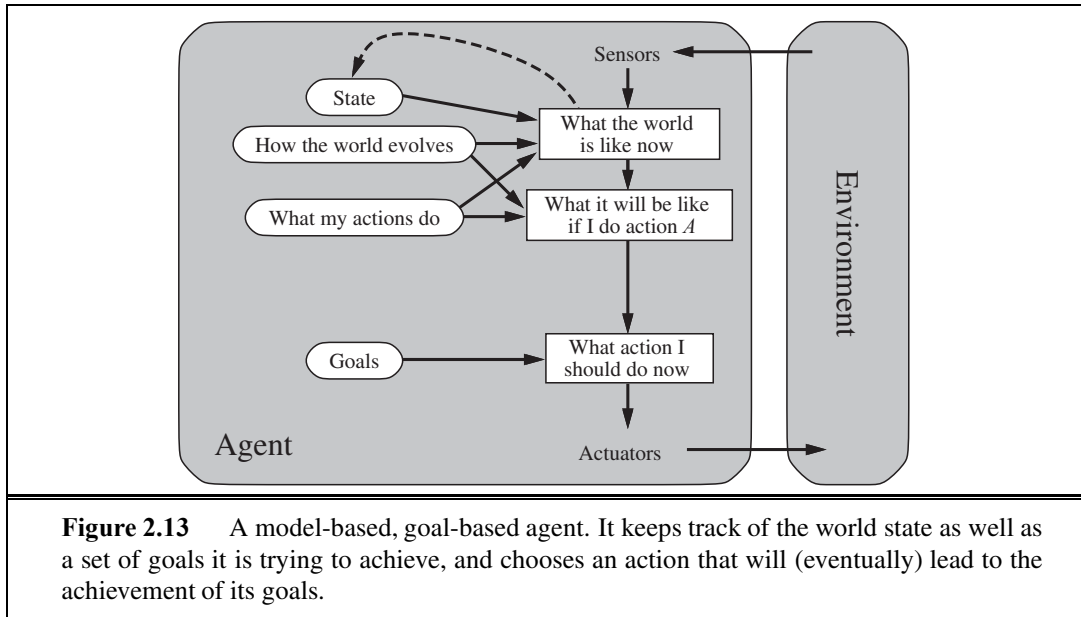 Sensors
State
What the world
is like now
How the world evolves
What it will be like
if I do action A
What my actions do
Environment
What action I
should do now
Goals
Agent
Actuators
Figure 2.13 A model-based, goal-based agent. It keeps track of the world state as well as
a set of goals it is trying to achieve, and chooses an action that will (eventually) lead to the
achievement of its goals.